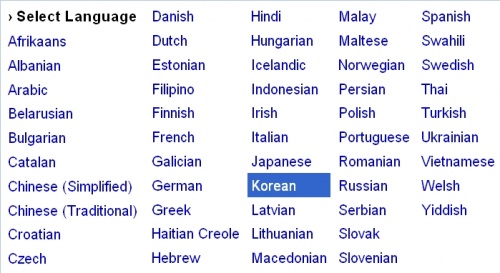 › Select Language
Afrikaans
Albanian
Arabic
Belarusian
Bulgarian
Catalan
Chinese (Simplified)
Chinese (Traditional)
Croatian
Czech
Danish
Dutch
Estonian
Filipino
Finnish
French
Galician
German
Greek
Haitian Creole
Hebrew
Hindi
Hungarian
Icelandic
Indonesian
Irish
Italian
Japanese
Korean
Latvian
Lithuanian
Macedonian
Malay
Maltese
Norwegian
Persian
Polish
Portuguese
Romanian
Russian
Serbian
Slovak
Slovenian
Spanish
Swahili
Swedish
Thai
Turkish
Ukrainian
Vietnamese
Welsh
Yiddish